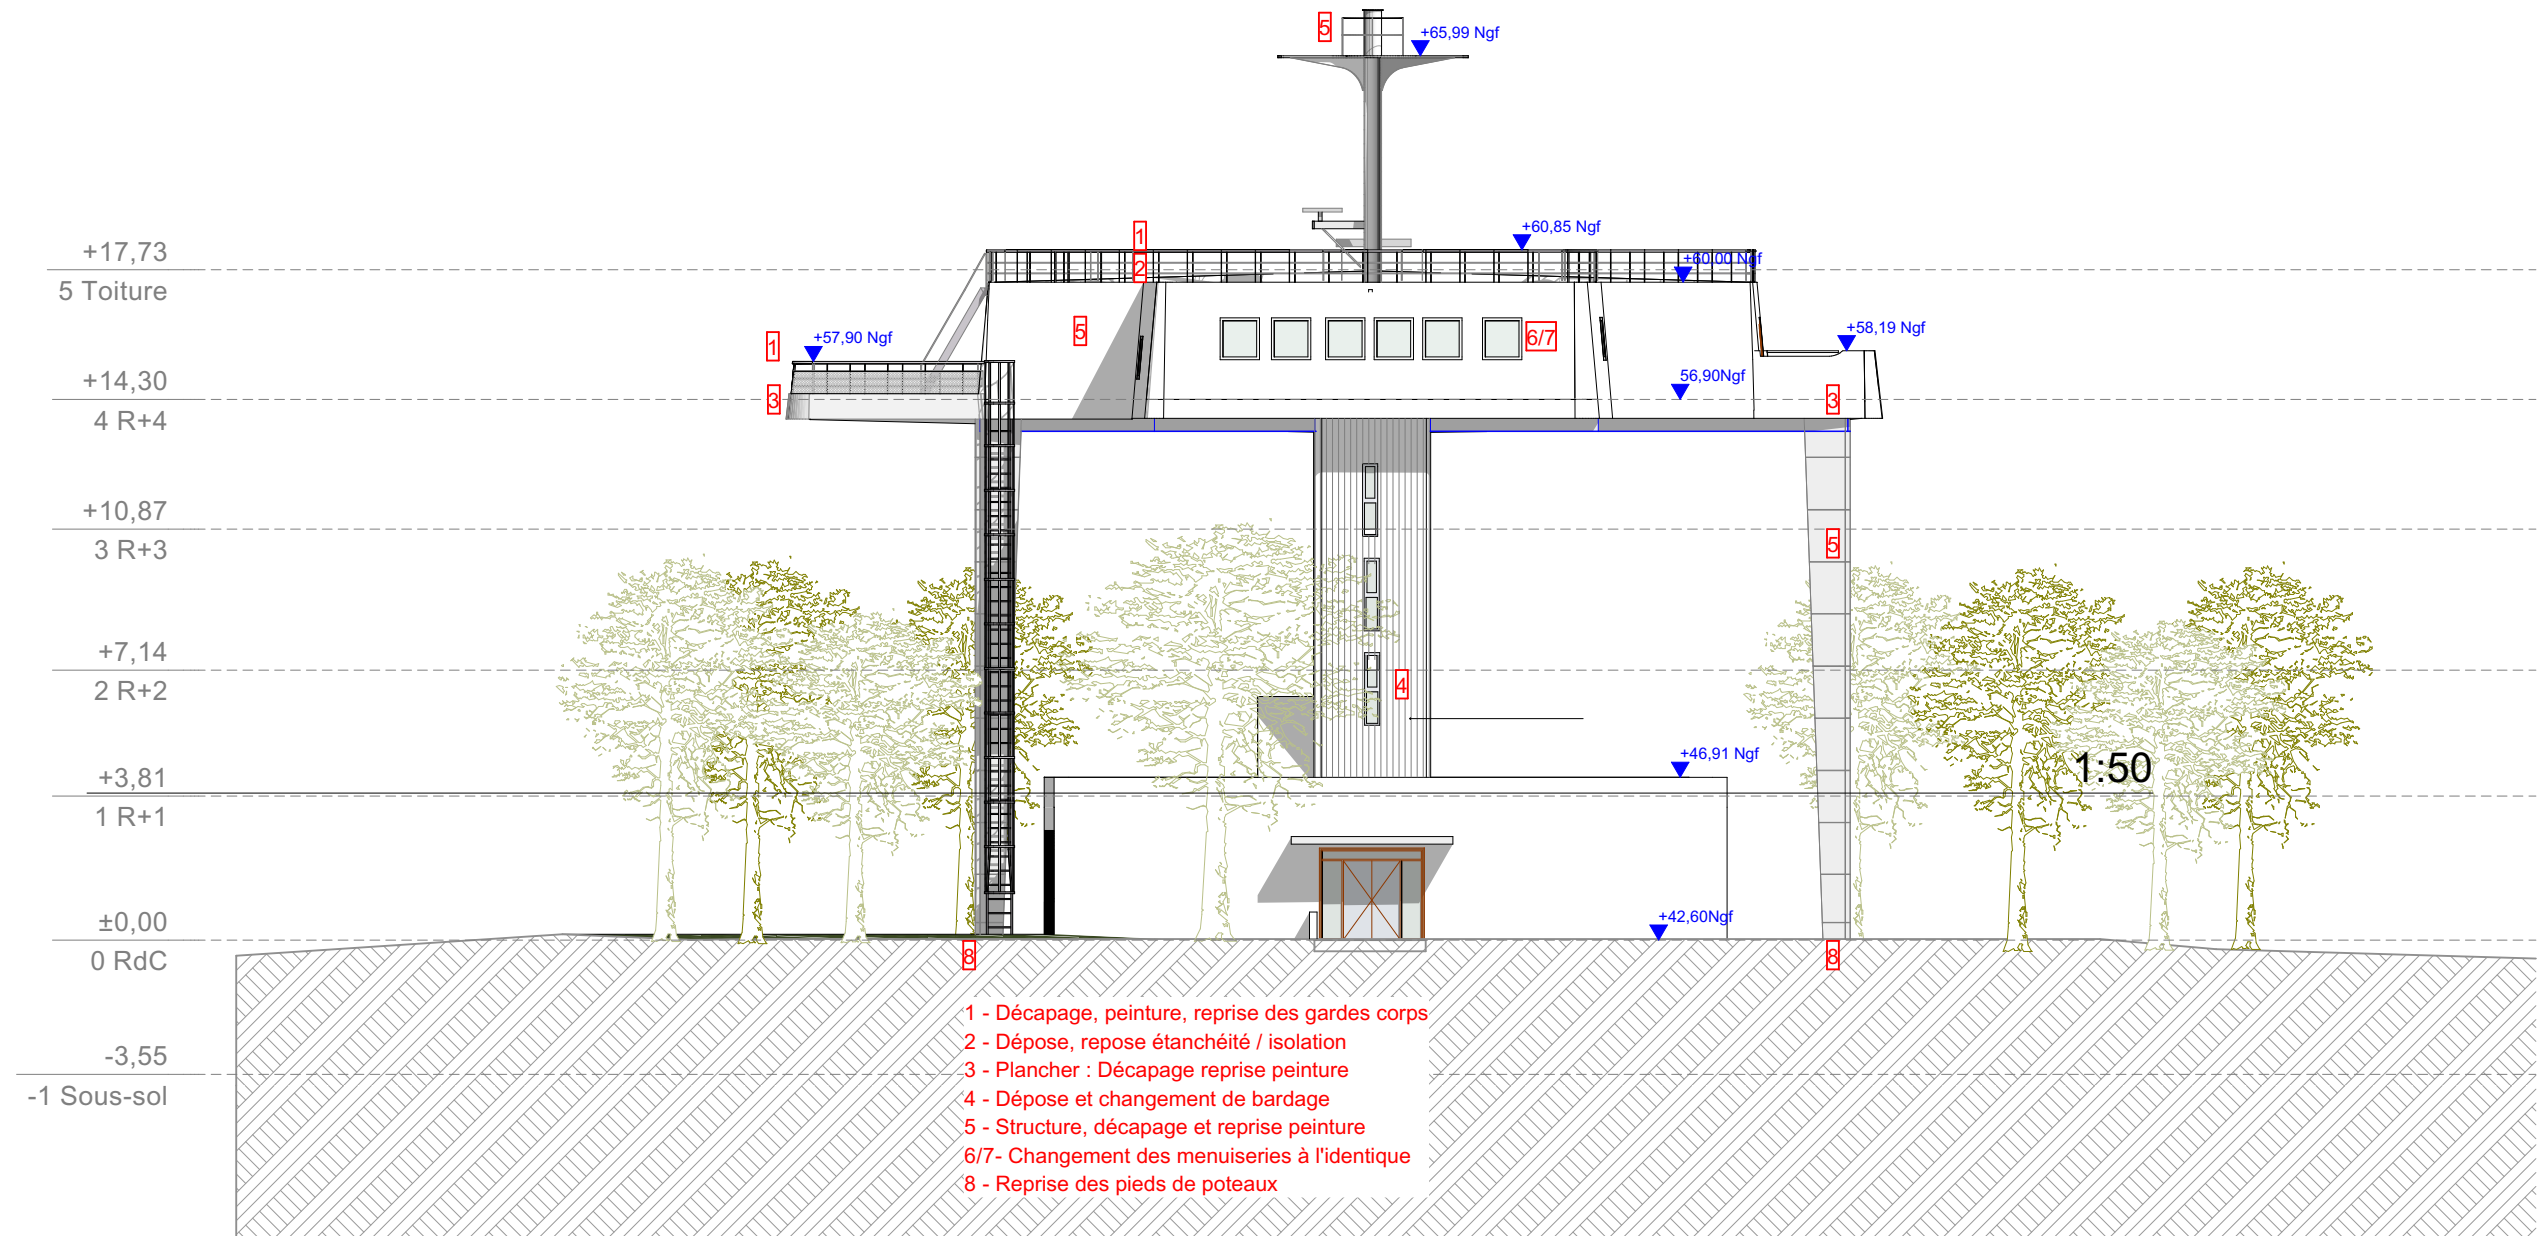 5
+65,99 Ngf
+17,73
5 Toiture
1
2
+60,85 Ngf
+60,00 Ngf
5
6/7
1
+57,90 Ngf
+58,19 Ngf
+14,30
4 R+4
3
56,90Ngf
3
+10,87
3 R+3
5
+7,14
2 R+2
4
+46,91 Ngf
1:50
+3,81
1 R+1
±0,00
0 RdC
+42,60Ngf
8
8
1 - Décapage, peinture, reprise des gardes corps
2 - Dépose, repose étanchéité / isolation
3 - Plancher : Décapage reprise peinture
4 - Dépose et changement de bardage
5 - Structure, décapage et reprise peinture
6/7- Changement des menuiseries à l'identique
8 - Reprise des pieds de poteaux
-3,55
-1 Sous-sol